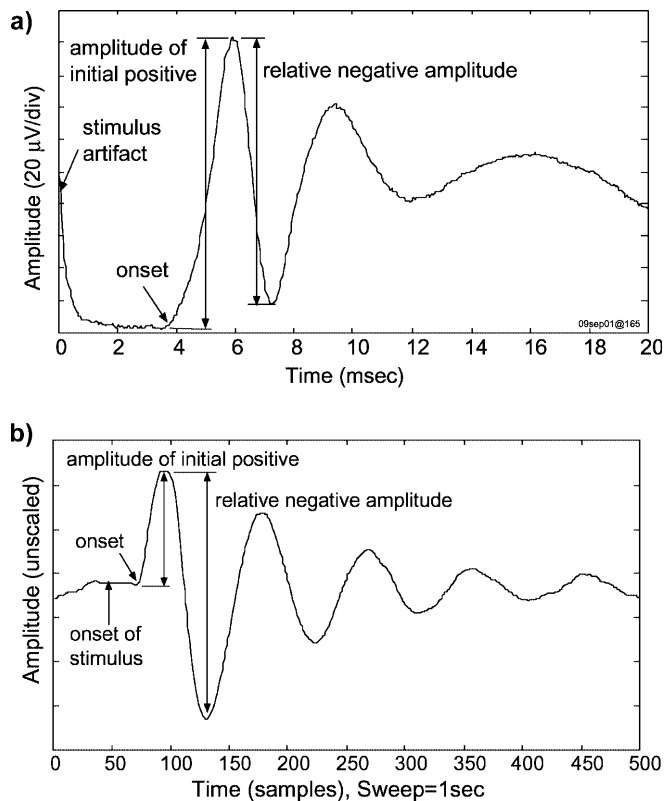 a)
amplitude of
initial positive
relative negative amplitude
stimulus
artifact
onset
Amplitude (20 µV/div)
09sep01@165
0 2 4 6 8 10 12 14 16 18 20
Time (msec)
b)
amplitude of initial positive
relative negative amplitude
onset
onset of
stimulus
Amplitude (unscaled)
0 50 100 150 200 250 300 350 400 450 500
Time (samples), Sweep=1sec